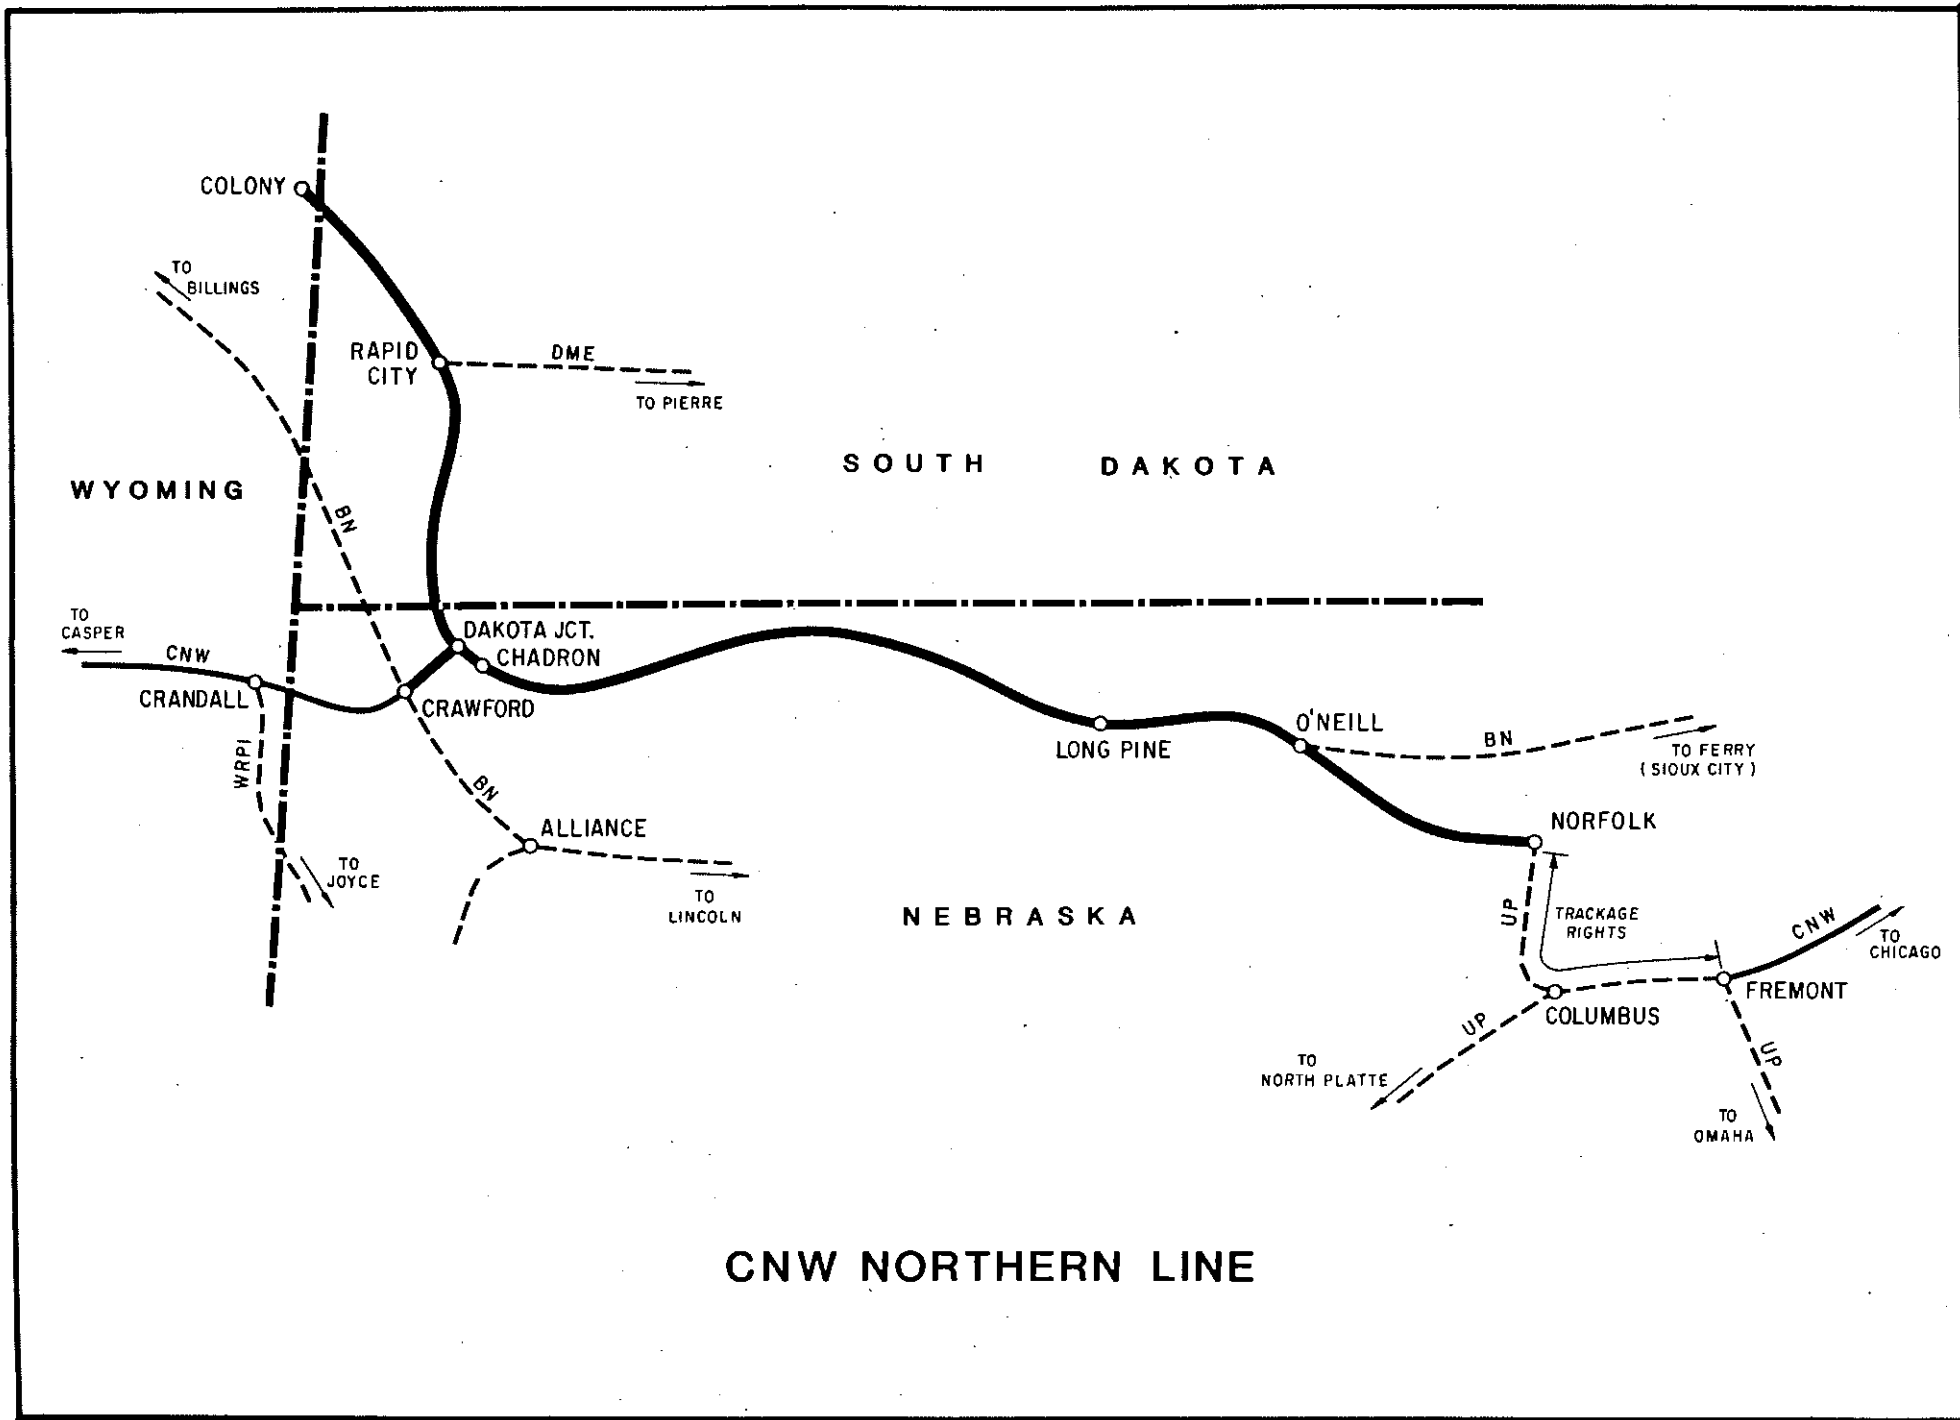 COLONY
TO
BILLINGS
RAPID
CITY
DME
TO PIERRE
SOUTH DAKOTA
WYOMING
BN
TO
CASPER
CNW
DAKOTA JCT.
CHADRON
CRANDALL
CRAWFORD
WRPI
BN
LONG PINE
O'NEILL
BN
TO FERRY
(SIOUX CITY)
ALLIANCE
NORFOLK
TO
JOYCE
TO
LINCOLN
NEBRASKA
UP
TRACKAGE
RIGHTS
CNW
TO
CHICAGO
FREMONT
COLUMBUS
UP
UP
TO
NORTH PLATTE
TO
OMAHA
CNW NORTHERN LINE